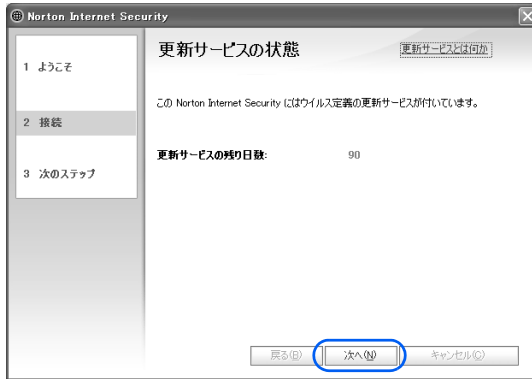 Norton Internet Security
1 ようこそ
2 接続
3 次のステップ
更新サービスの状態
更新サービスとは何か
この Norton Internet Security にはウイルス定義の更新サービスが付いています。
更新サービスの残り日数: 90
戻る(B)
次へ(N)
キャンセル(C)